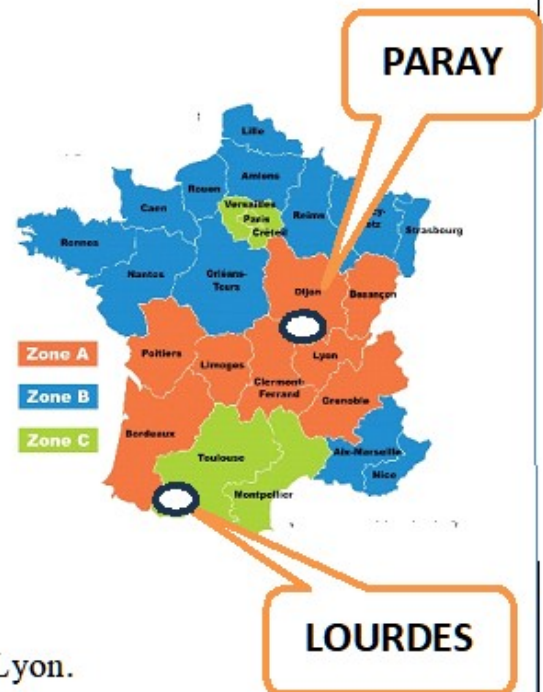 PARAY
Lille
Amiens
Rouen
Caen
Versailles
Paris
Créteil
Reims
Strasbourg
Rennes
Nantes
Orléans-
Tours
Dijon
Besançon
Zone A
Zone B
Zone C
Poitiers
Limoges
Lyon
Clermont-
Ferrand
Grenoble
Bordeaux
Toulouse
Aix-Marseille
Nice
Montpellier
LOURDES
Lyon.